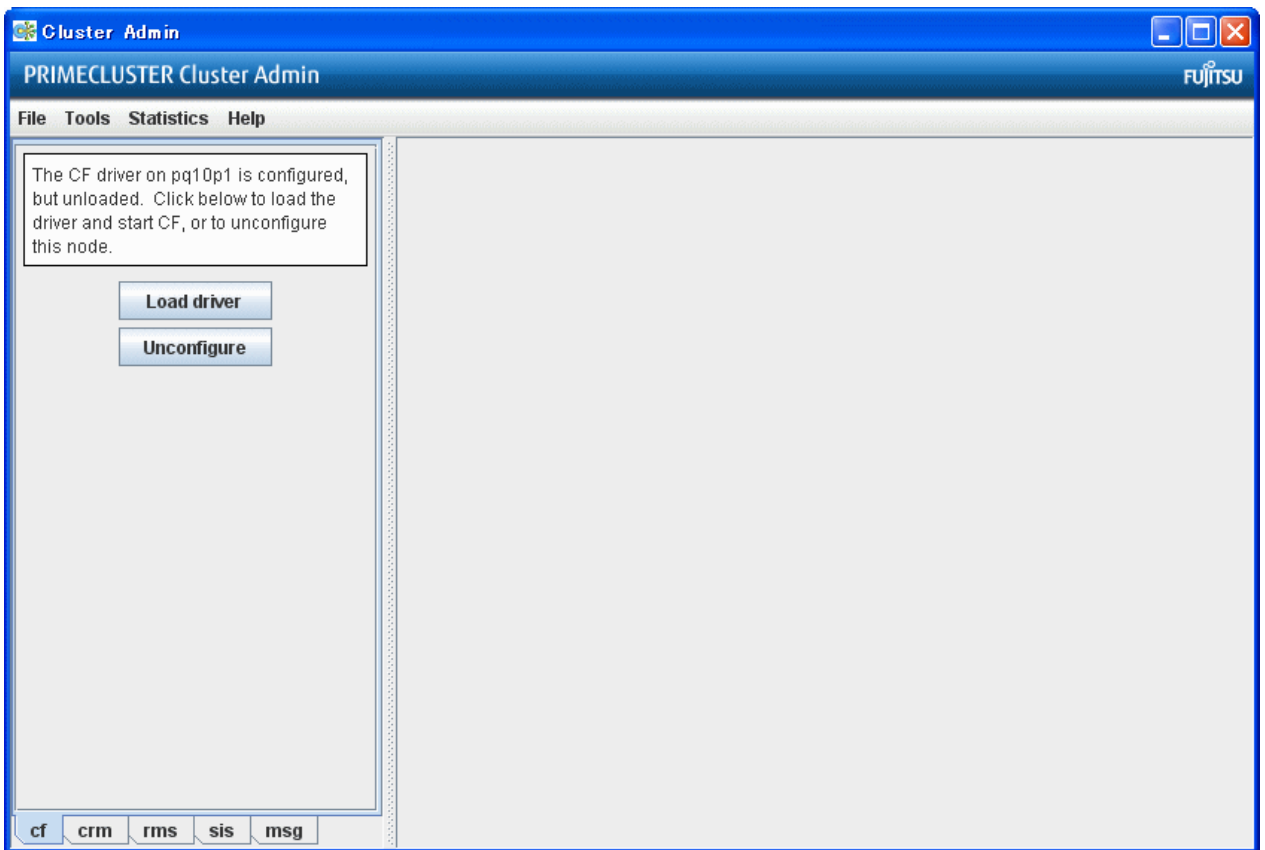 Cluster Admin
PRIMECLUSTER Cluster Admin
FUJITSU
File Tools Statistics Help
The CF driver on pq10p1 is configured,
but unloaded. Click below to load the
driver and start CF, or to unconfigure
this node.
Load driver
Unconfigure
cf crm rms sis msg